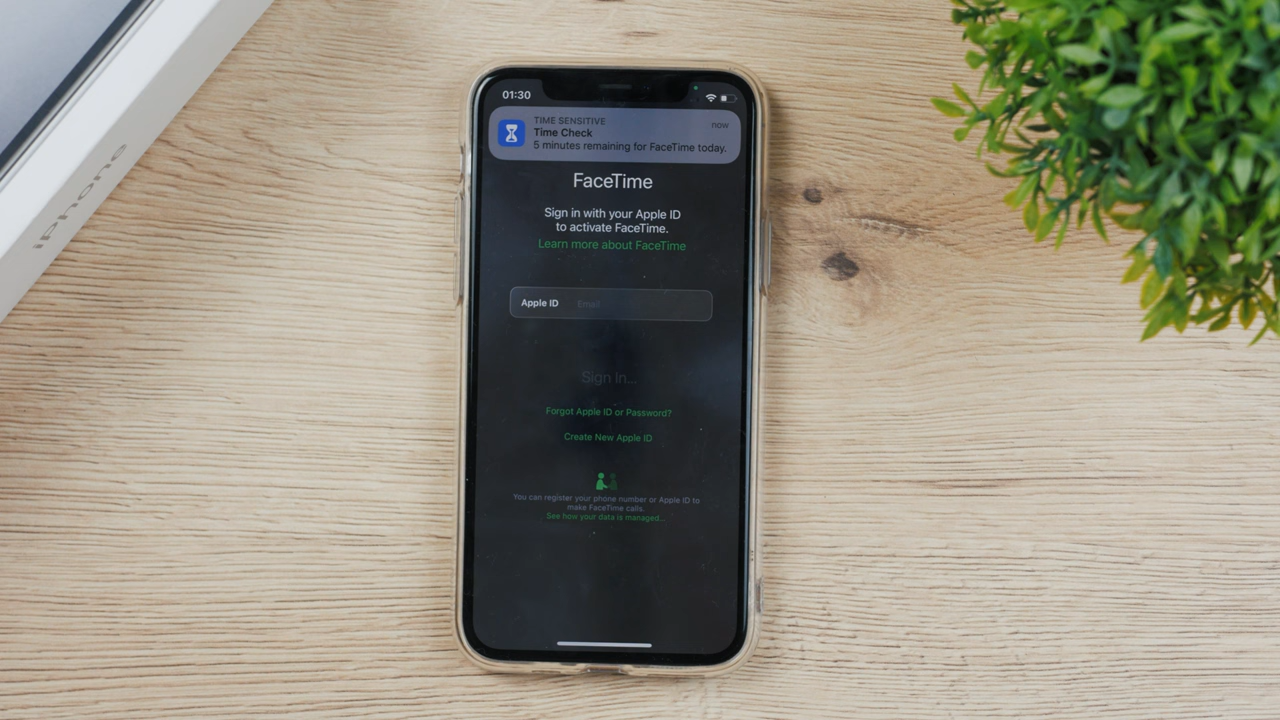 iPhone
01:30
TIME SENSITIVE
now
Time Check
5 minutes remaining for FaceTime today.
FaceTime
Sign in with your Apple ID
to activate FaceTime.
Learn more about FaceTime
Apple ID Email
Sign In...
Forgot Apple ID or Password?
Create New Apple ID
You can register your phone number or Apple ID to
make FaceTime calls.
See how your data is managed...